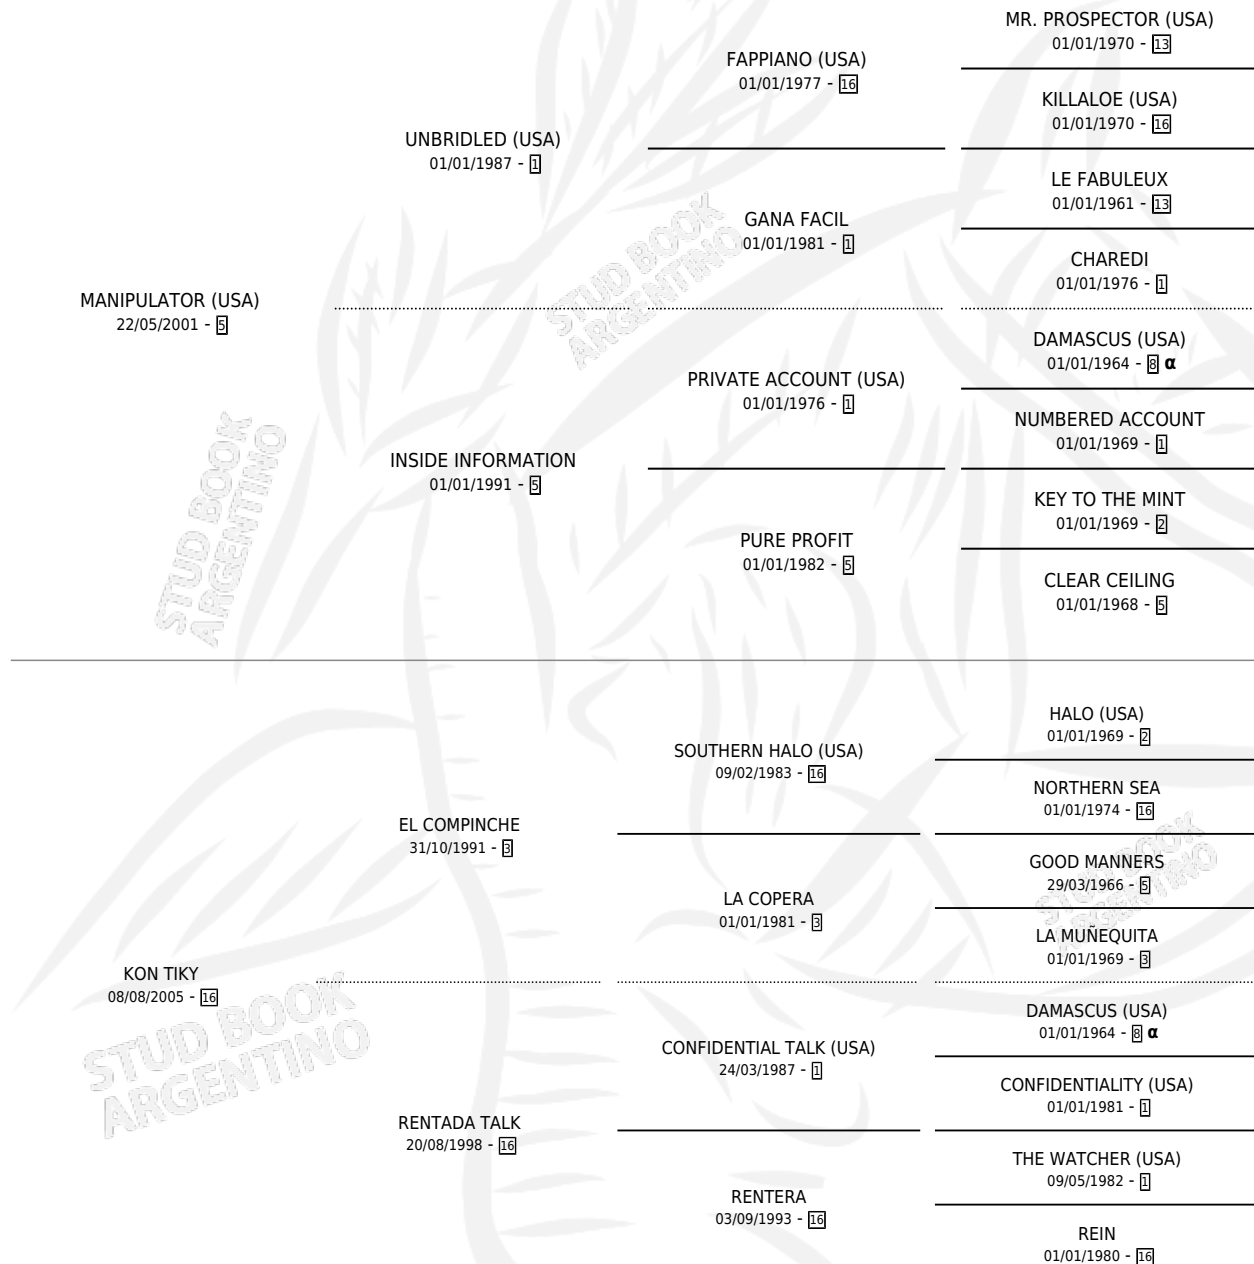 MR. PROSPECTOR (USA)
01/01/1970 - 13
FAPPIANO (USA)
01/01/1977 - 16
KILLALOE (USA)
01/01/1970 - 16
UNBRIDLED (USA)
01/01/1987 - 1
LE FABULEUX
01/01/1961 - 13
GANA FACIL
01/01/1981 - 1
CHAREDI
01/01/1976 - 1
MANIPULATOR (USA)
22/05/2001 - 5
DAMASCUS (USA)
01/01/1964 - 8 α
PRIVATE ACCOUNT (USA)
01/01/1976 - 1
NUMBERED ACCOUNT
01/01/1969 - 1
INSIDE INFORMATION
01/01/1991 - 5
KEY TO THE MINT
01/01/1969 - 2
PURE PROFIT
01/01/1982 - 5
CLEAR CEILING
01/01/1968 - 5
HALO (USA)
01/01/1969 - 2
SOUTHERN HALO (USA)
09/02/1983 - 16
NORTHERN SEA
01/01/1974 - 16
EL COMPINCHE
31/10/1991 - 3
GOOD MANNERS
29/03/1966 - 5
LA COPERA
01/01/1981 - 3
LA MUÑEQUITA
01/01/1969 - 3
KON TIKY
08/08/2005 - 16
DAMASCUS (USA)
01/01/1964 - 8 α
CONFIDENTIAL TALK (USA)
24/03/1987 - 1
CONFIDENTIALITY (USA)
01/01/1981 - 1
RENTADA TALK
20/08/1998 - 16
THE WATCHER (USA)
09/05/1982 - 1
RENTERA
03/09/1993 - 16
REIN
01/01/1980 - 16
STUD BOOK
ARGENTINO
STUD BOOK
ARGENTINO
STUD BOOK
ARGENTINO
STUD BOOK
ARGENTINO